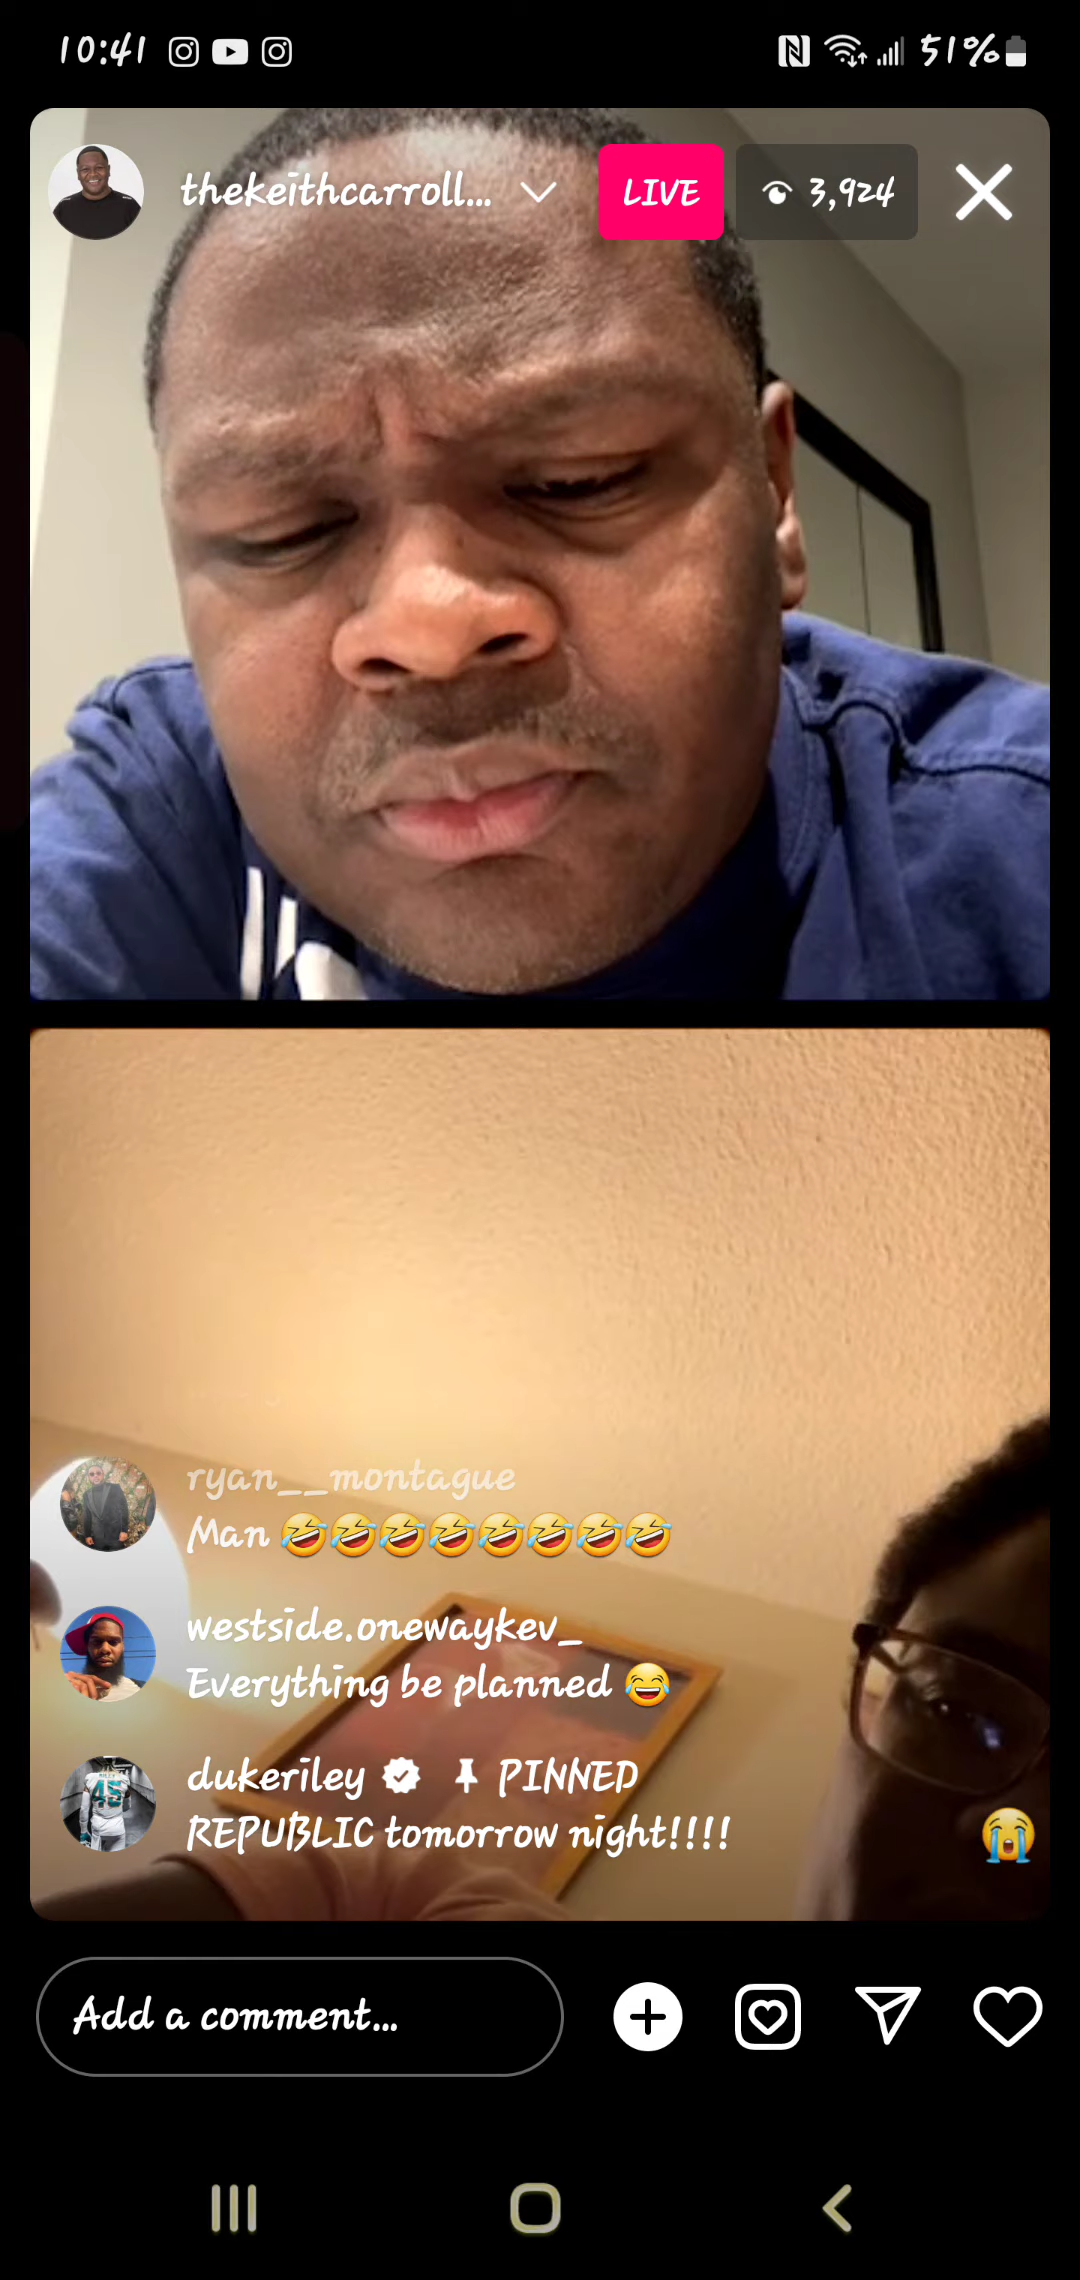 10:41
51%
thekeithcarroll...
LIVE
3,924
ryan__montague
Man 🤣🤣🤣🤣🤣🤣🤣🤣
westside.onewaykev_
Everything be planned 😂
dukeriley PINNED
REPUBLIC tomorrow night!!!!
😭
Add a comment...